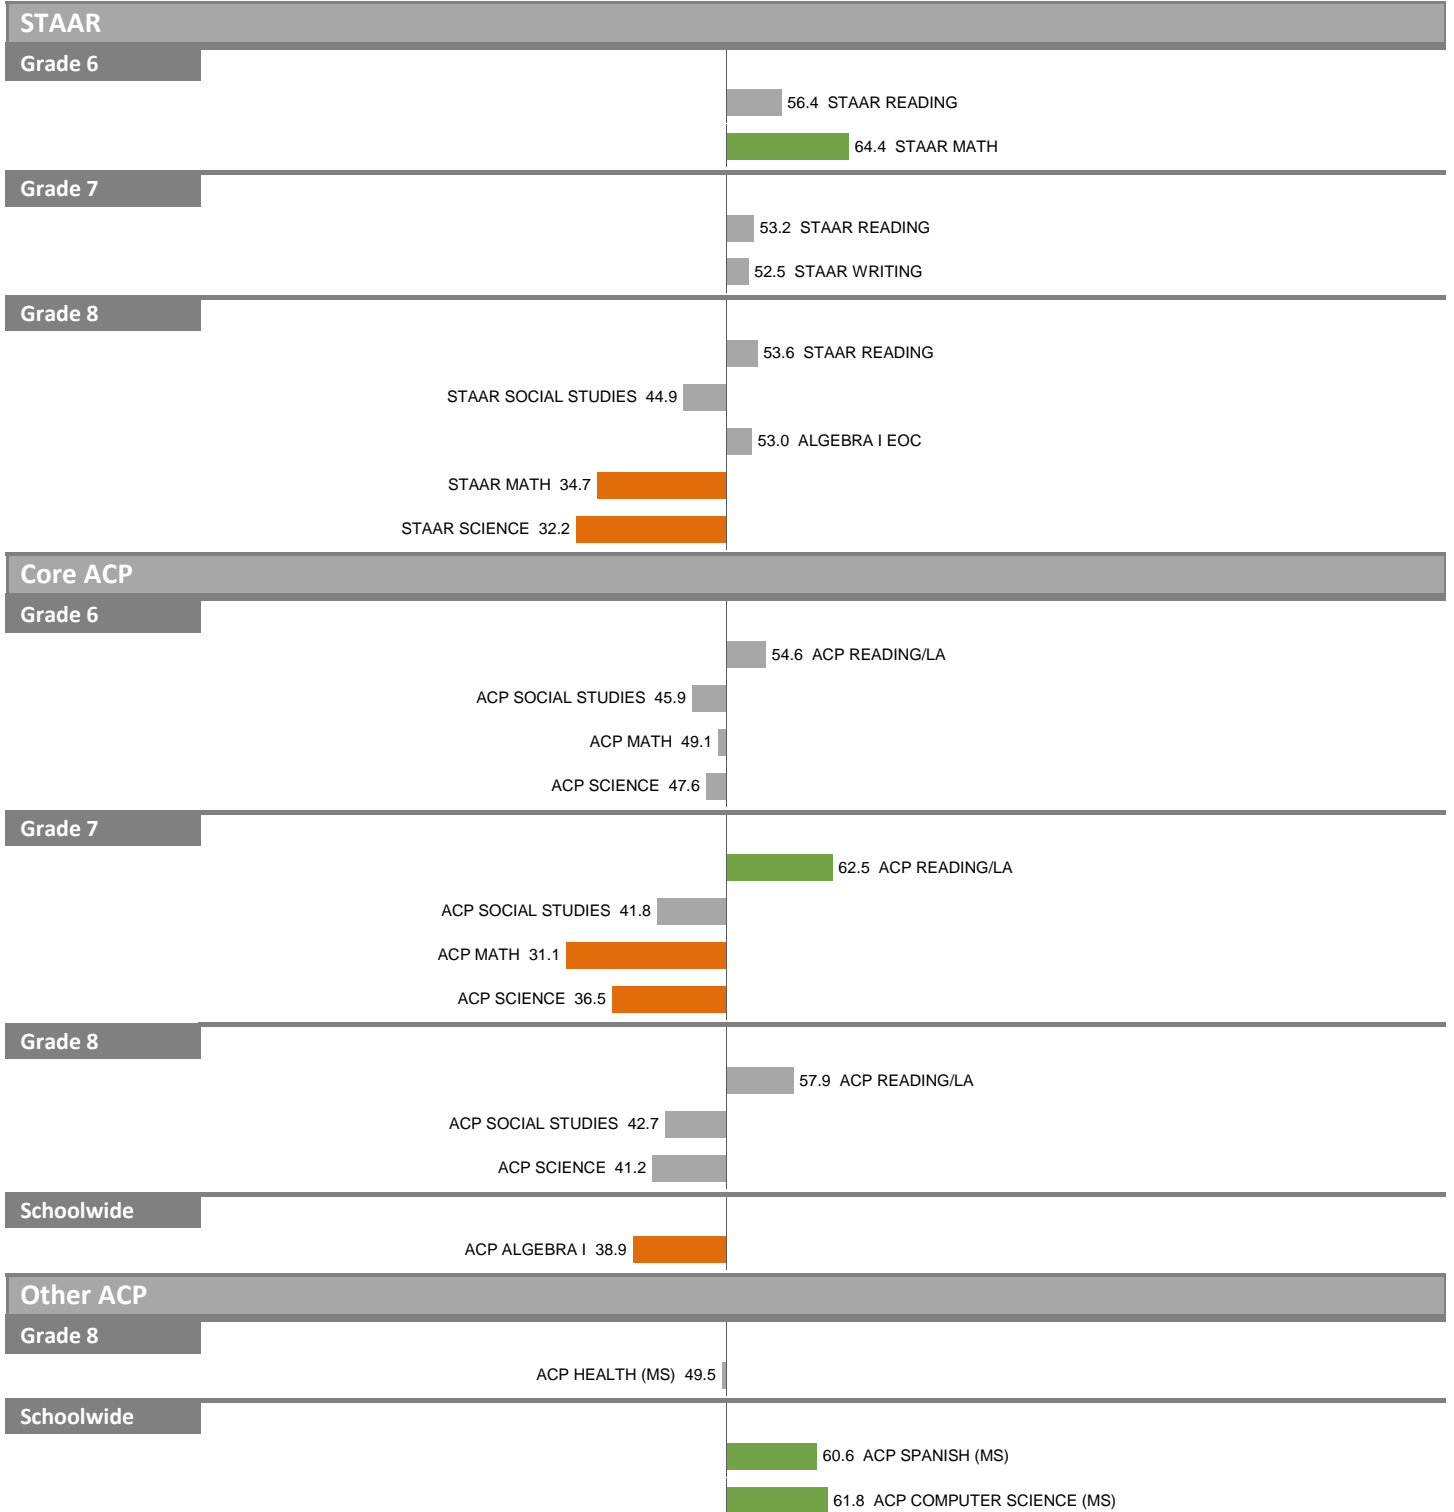 STAAR
Grade 6
56.4 STAAR READING
64.4 STAAR MATH
Grade 7
53.2 STAAR READING
52.5 STAAR WRITING
Grade 8
53.6 STAAR READING
STAAR SOCIAL STUDIES 44.9
53.0 ALGEBRA I EOC
STAAR MATH 34.7
STAAR SCIENCE 32.2
Core ACP
Grade 6
54.6 ACP READING/LA
ACP SOCIAL STUDIES 45.9
ACP MATH 49.1
ACP SCIENCE 47.6
Grade 7
62.5 ACP READING/LA
ACP SOCIAL STUDIES 41.8
ACP MATH 31.1
ACP SCIENCE 36.5
Grade 8
57.9 ACP READING/LA
ACP SOCIAL STUDIES 42.7
ACP SCIENCE 41.2
Schoolwide
ACP ALGEBRA I 38.9
Other ACP
Grade 8
ACP HEALTH (MS) 49.5
Schoolwide
60.6 ACP SPANISH (MS)
61.8 ACP COMPUTER SCIENCE (MS)